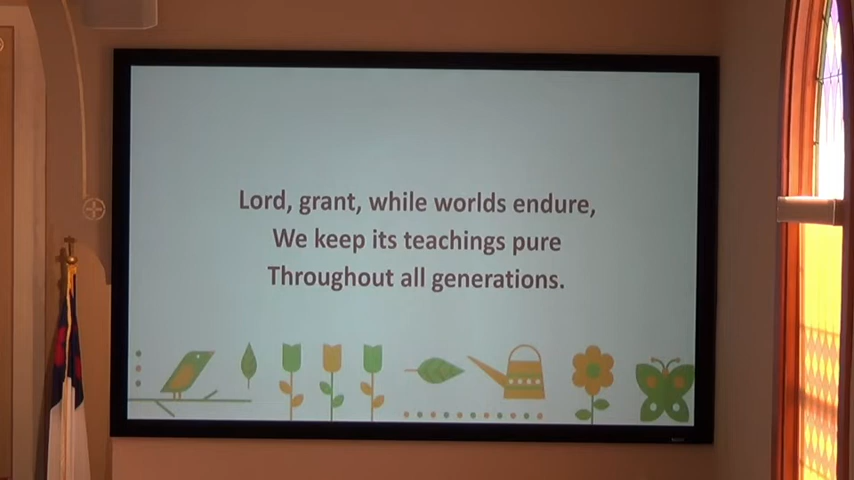 Lord, grant, while worlds endure,
We keep its teachings pure
Throughout all generations.